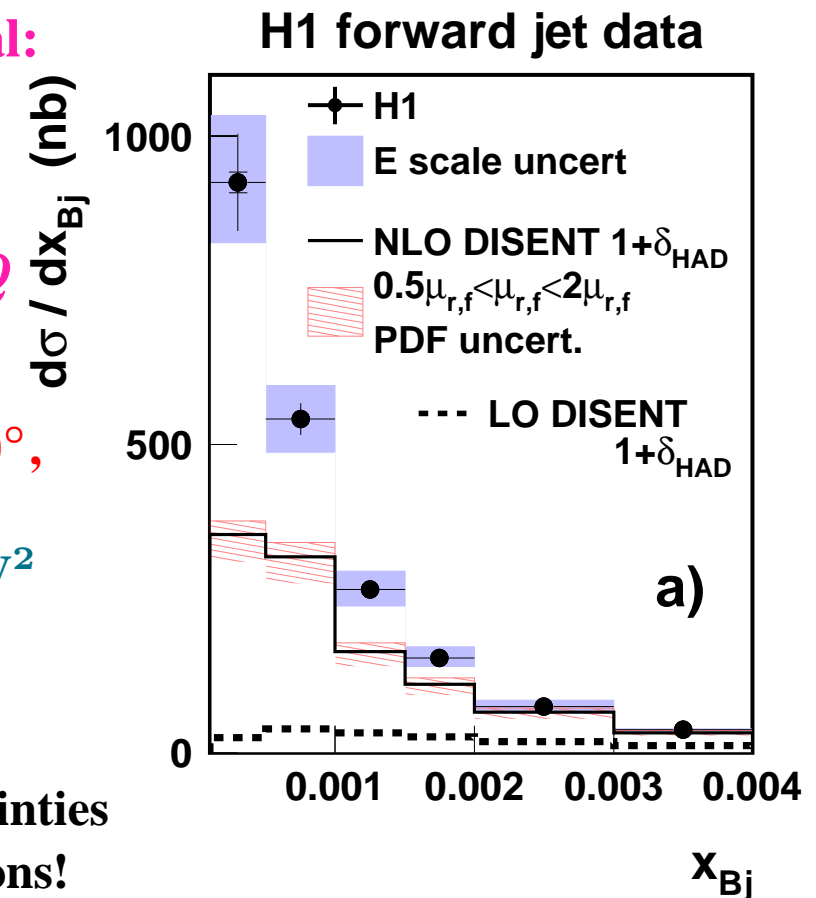 al:
H1 forward jet data
dσ / dx_Bj (nb)
1000
500
0
H1
E scale uncert
NLO DISENT 1+δ_HAD
0.5μ_r,f<μ_r,f<2μ_r,f
PDF uncert.
LO DISENT
1+δ_HAD
Q
°,
a)
v²
0.001 0.002 0.003 0.004
x_Bj
inties
ons!